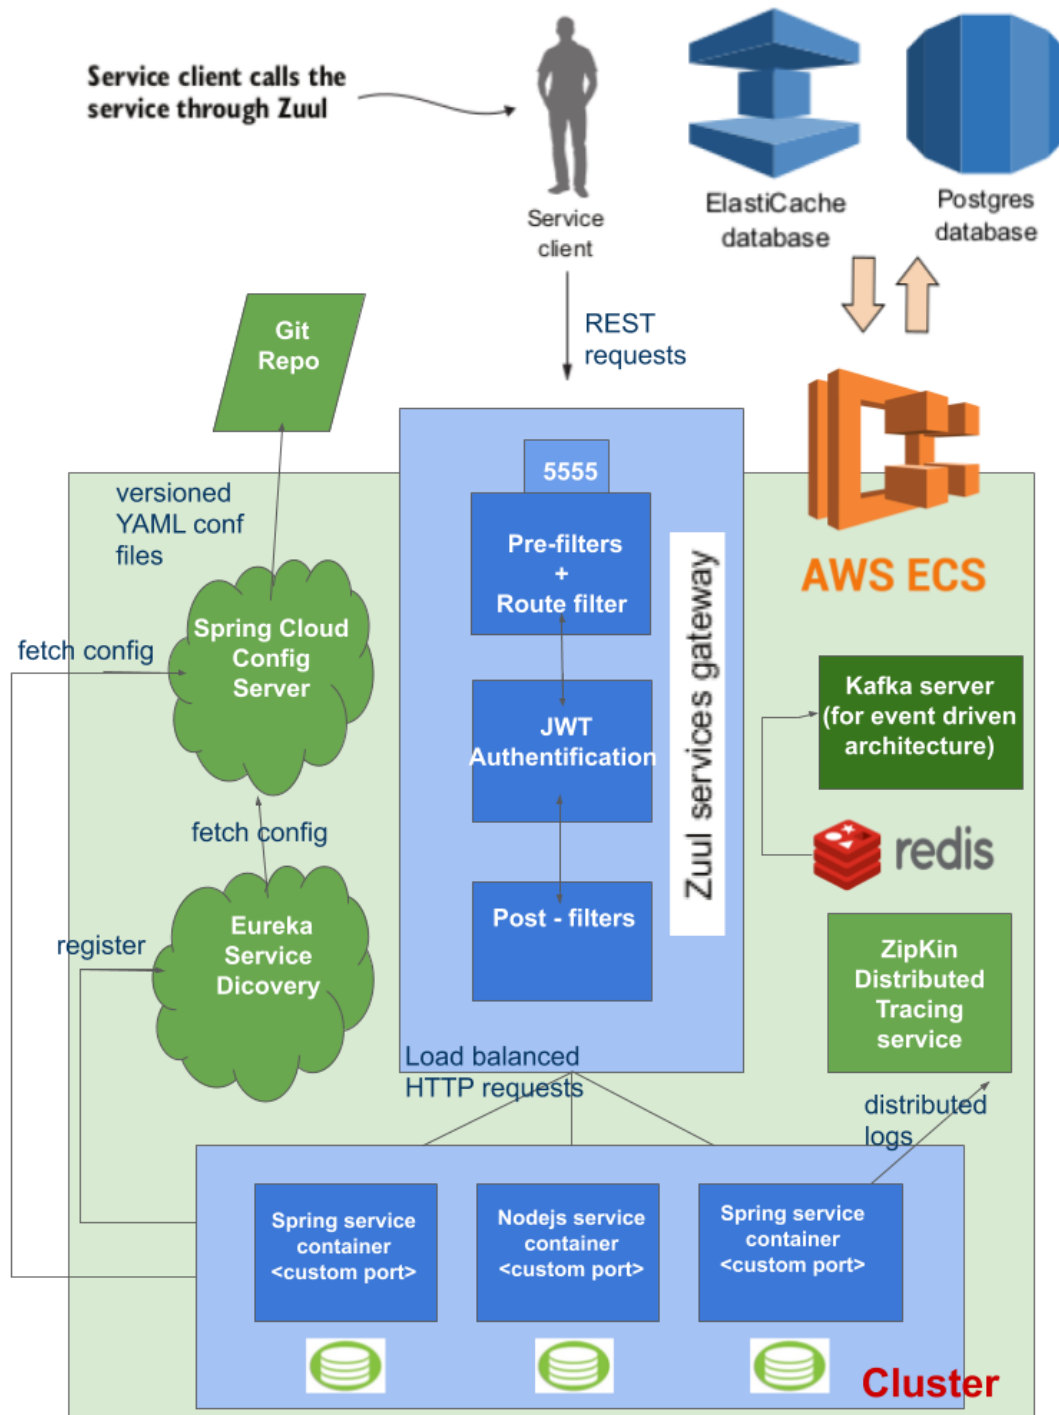 Service client calls the
service through Zuul
Service
client
ElastiCache
database
Postgres
database
REST
requests
Git
Repo
5555
versioned
YAML conf
files
Pre-filters
+
Route filter
AWS ECS
Spring Cloud
Config
Server
fetch config
Zuul services gateway
Kafka server
(for event driven
architecture)
JWT
Authentification
fetch config
redis
Eureka
Service
Dicovery
register
Post - filters
ZipKin
Distributed
Tracing
service
Load balanced
HTTP requests
distributed
logs
Spring service
container
<custom port>
Nodejs service
container
<custom port>
Spring service
container
<custom port>
Cluster